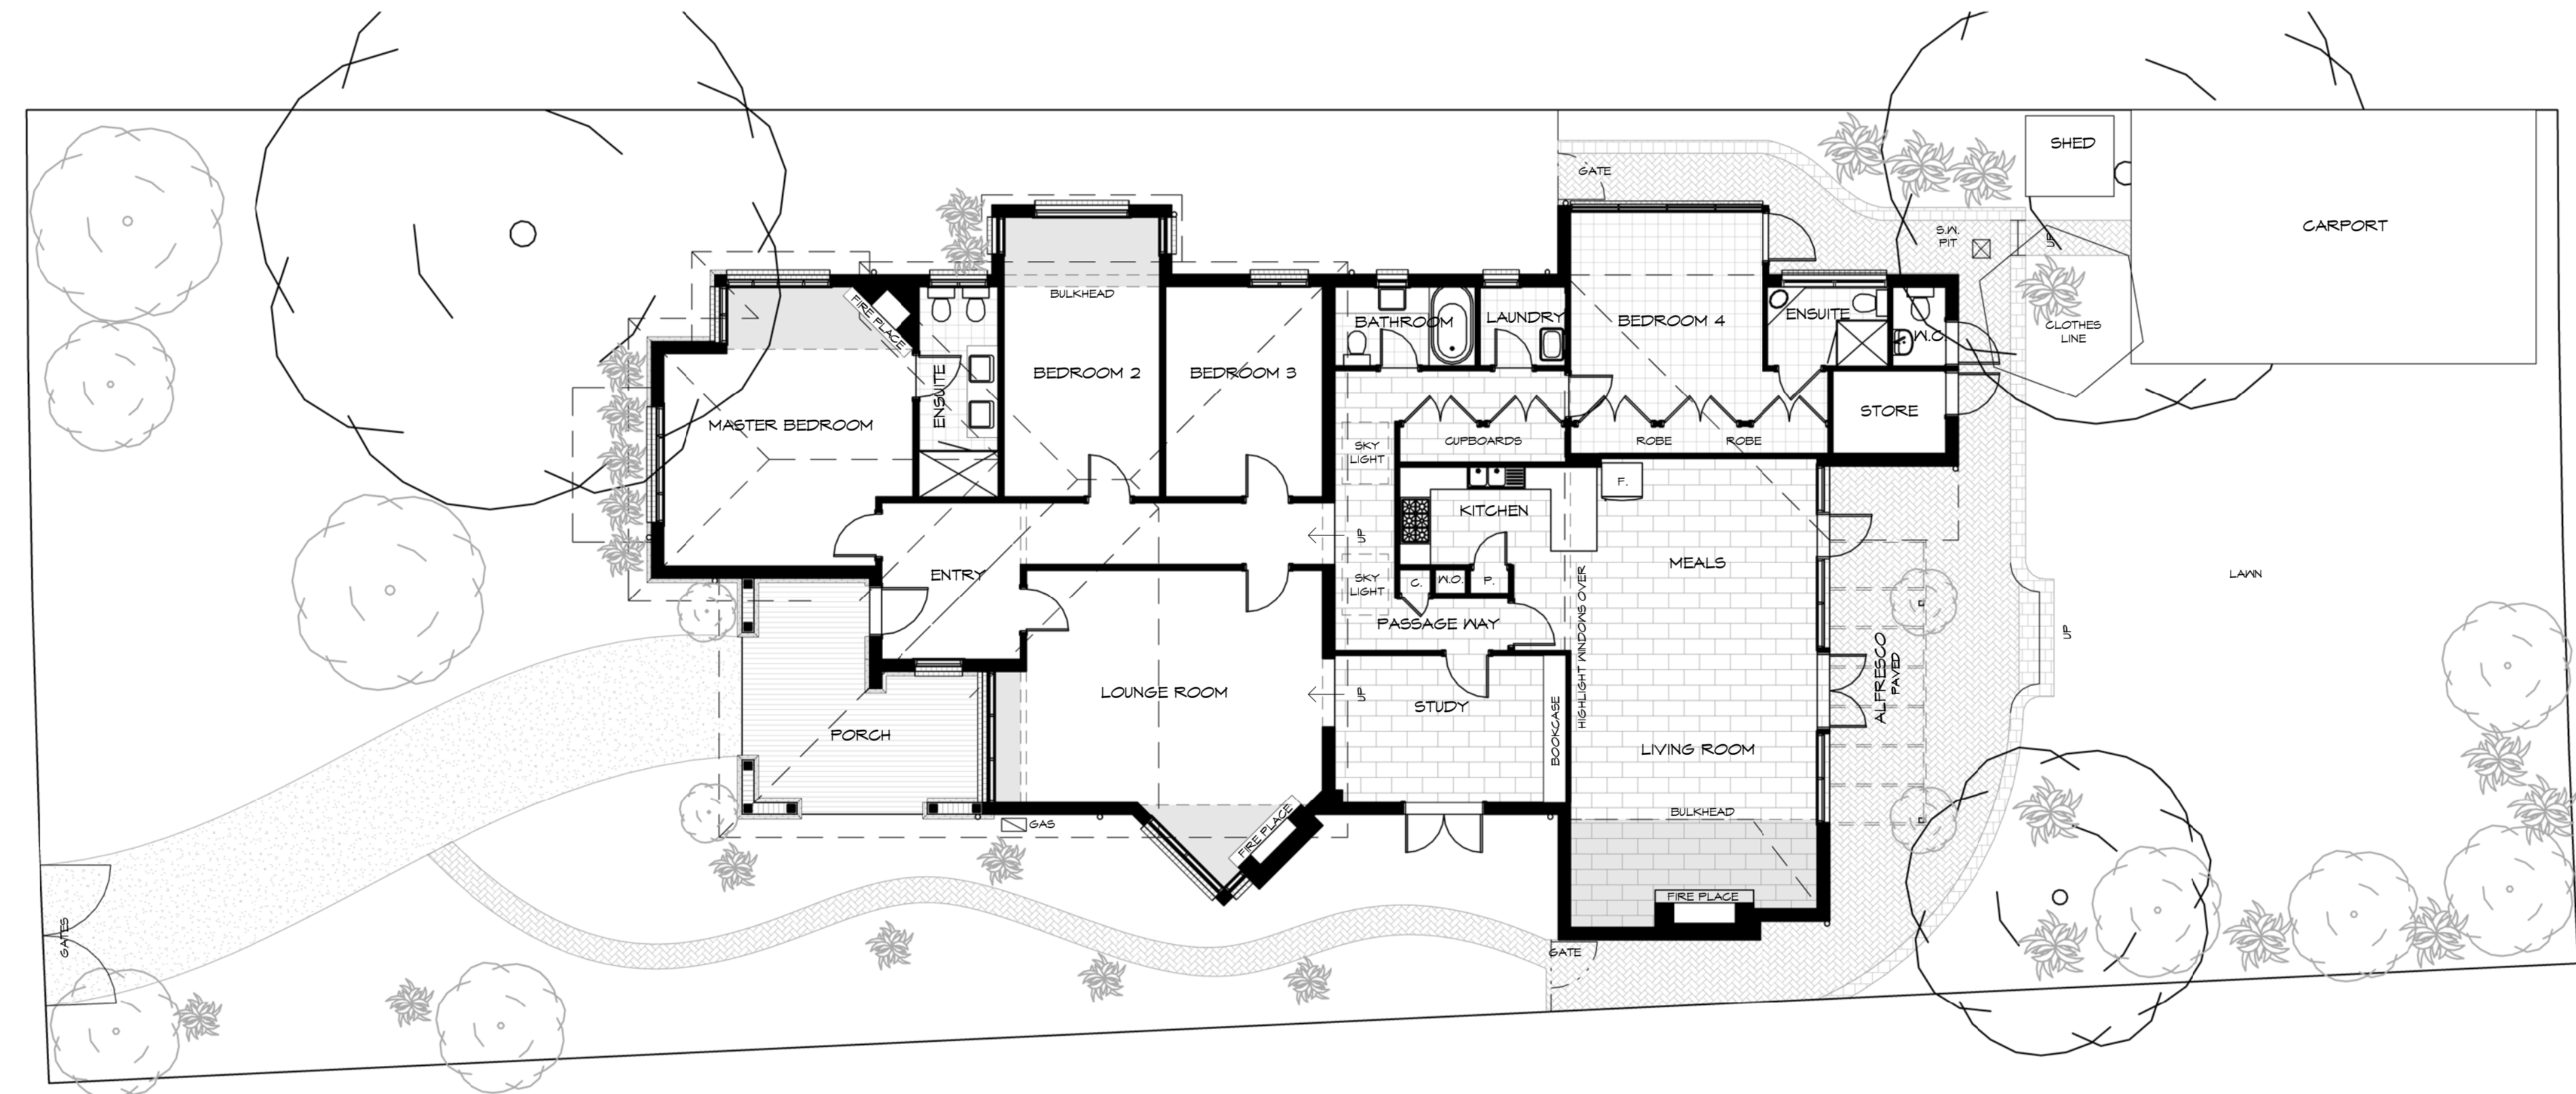 SHED
GATE
CARPORT
S.W.
PIT
UP
BULKHEAD
FIRE PLACE
ENSUITE
BATHROOM
LAUNDRY
BEDROOM 4
ENSUITE
W.C.
CLOTHES
LINE
BEDROOM 2
BEDROOM 3
MASTER BEDROOM
STORE
SKY
LIGHT
CUPBOARDS
ROBE
ROBE
F.
KITCHEN
UP
MEALS
ENTRY
LAWN
SKY
LIGHT
C.
W.O.
P.
PASSAGE WAY
HIGHLIGHT WINDOWS OVER
UP
LOUNGE ROOM
UP
STUDY
BOOKCASE
ALFRESCO
PAVED
PORCH
LIVING ROOM
BULKHEAD
GAS
FIRE PLACE
FIRE PLACE
GATES
GATE